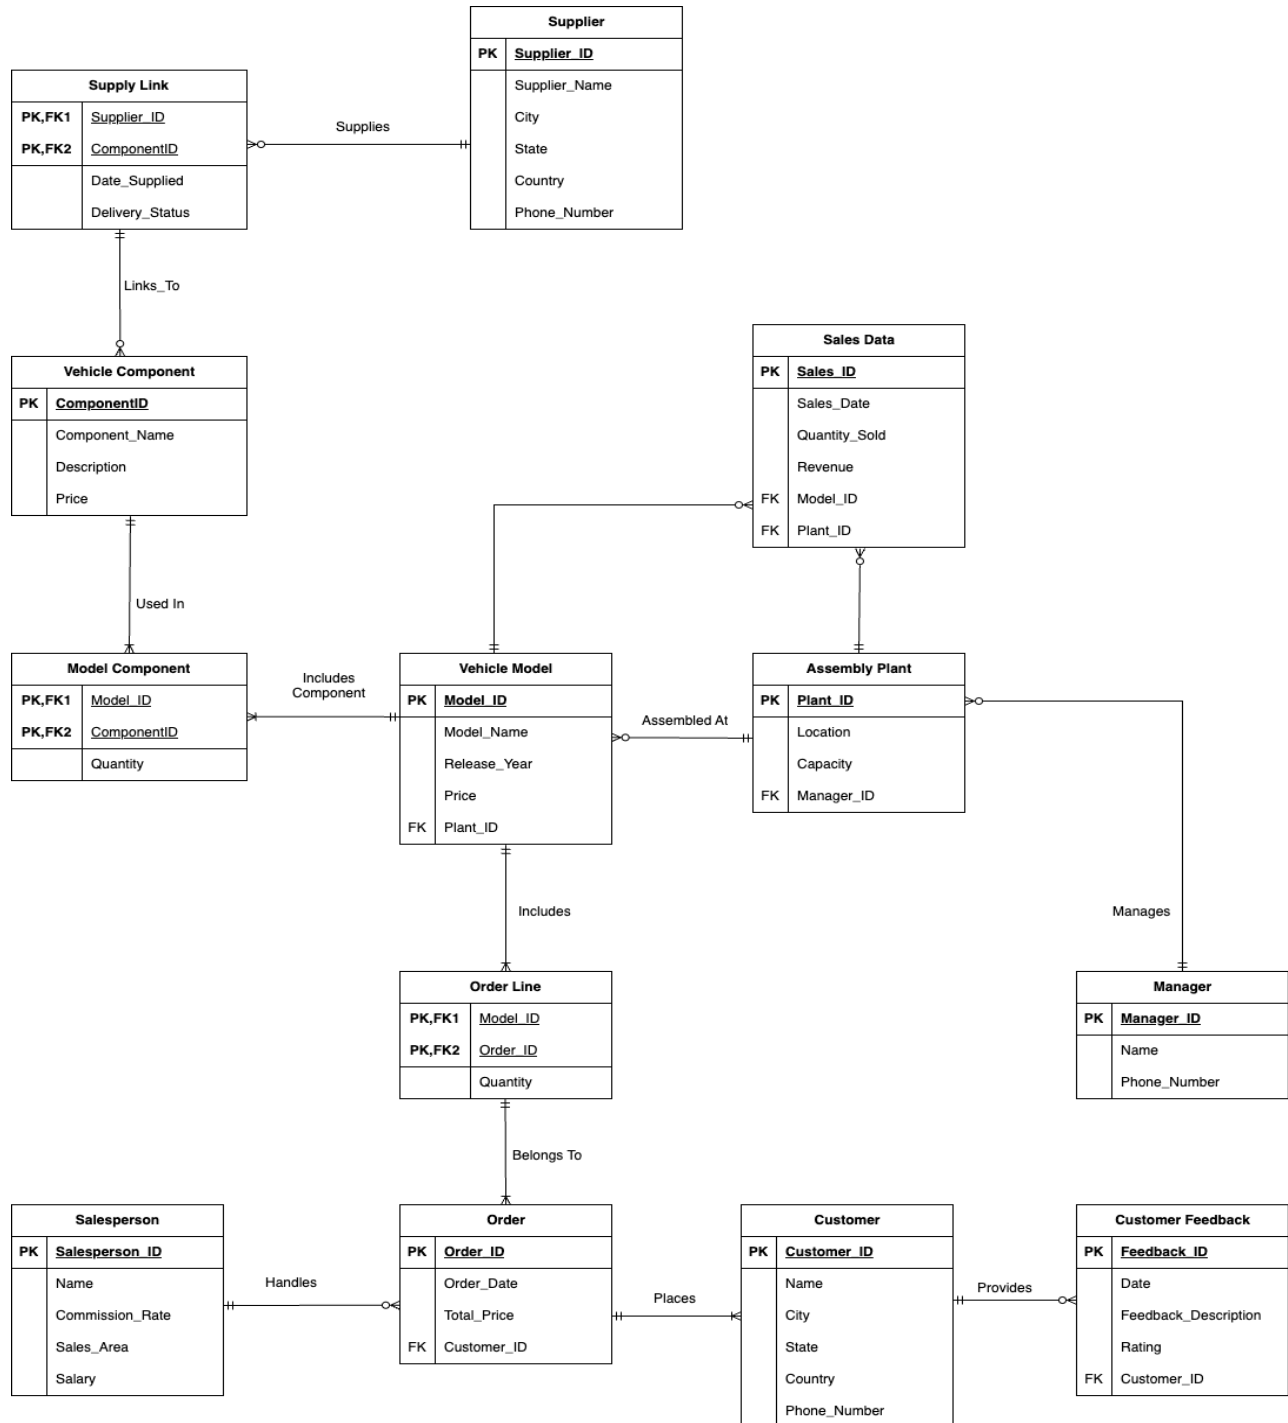 Supplier
PK Supplier_ID
Supplier_Name
City
State
Country
Phone_Number
Supply Link
PK,FK1 Supplier_ID
PK,FK2 ComponentID
Date_Supplied
Delivery_Status
Supplies
Links_To
Vehicle Component
PK ComponentID
Component_Name
Description
Price
Sales Data
PK Sales_ID
Sales_Date
Quantity_Sold
Revenue
FK Model_ID
FK Plant_ID
Used In
Model Component
PK,FK1 Model_ID
PK,FK2 ComponentID
Quantity
Includes
Component
Vehicle Model
PK Model_ID
Model_Name
Release_Year
Price
FK Plant_ID
Assembled At
Assembly Plant
PK Plant_ID
Location
Capacity
FK Manager_ID
Includes
Manages
Order Line
PK,FK1 Model_ID
PK,FK2 Order_ID
Quantity
Manager
PK Manager_ID
Name
Phone_Number
Belongs To
Salesperson
PK Salesperson_ID
Name
Commission_Rate
Sales_Area
Salary
Handles
Order
PK Order_ID
Order_Date
Total_Price
FK Customer_ID
Places
Customer
PK Customer_ID
Name
City
State
Country
Phone_Number
Provides
Customer Feedback
PK Feedback_ID
Date
Feedback_Description
Rating
FK Customer_ID